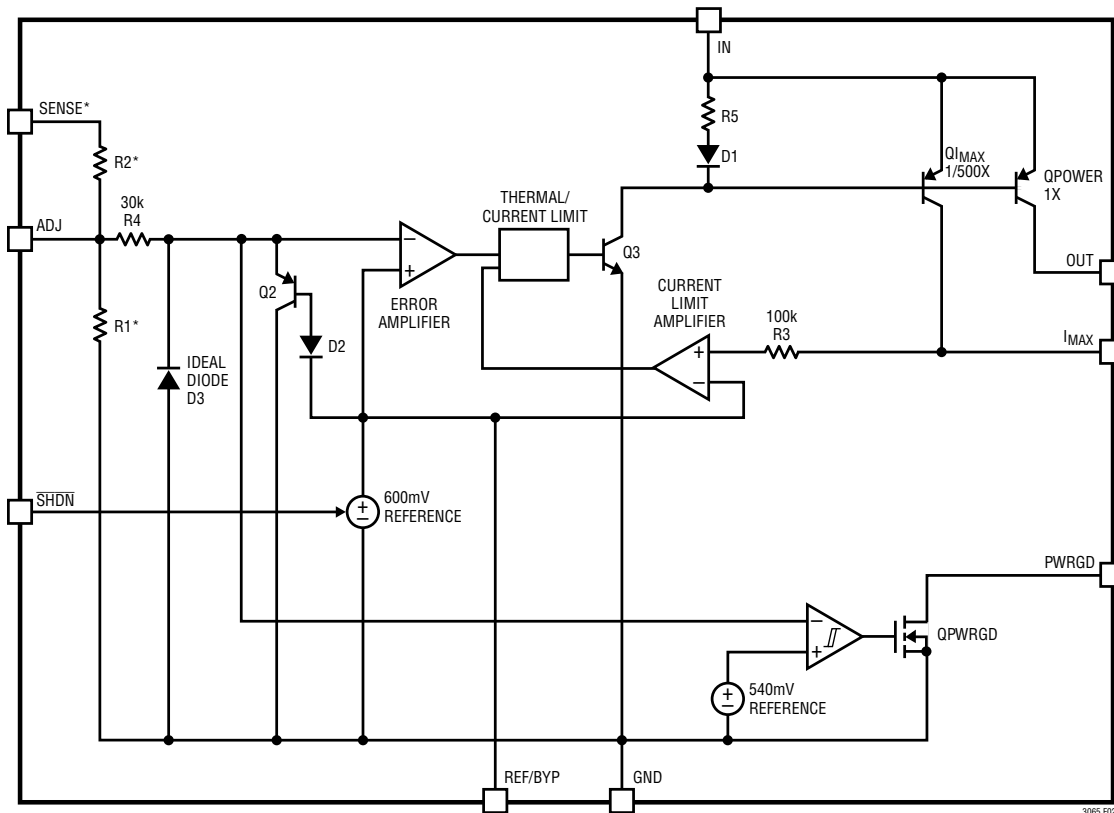 IN
SENSE*
R5
R2*
D1
QIMAX
1/500X
QPOWER
1X
THERMAL/
CURRENT LIMIT
30k
R4
ADJ
–
+
Q3
OUT
Q2
ERROR
AMPLIFIER
CURRENT
LIMIT
AMPLIFIER
100k
R3
R1*
D2
IMAX
+
–
IDEAL
DIODE
D3
SHDN
+
–
600mV
REFERENCE
PWRGD
–
+
QPWRGD
+
–
540mV
REFERENCE
REF/BYP
GND
3065 F02